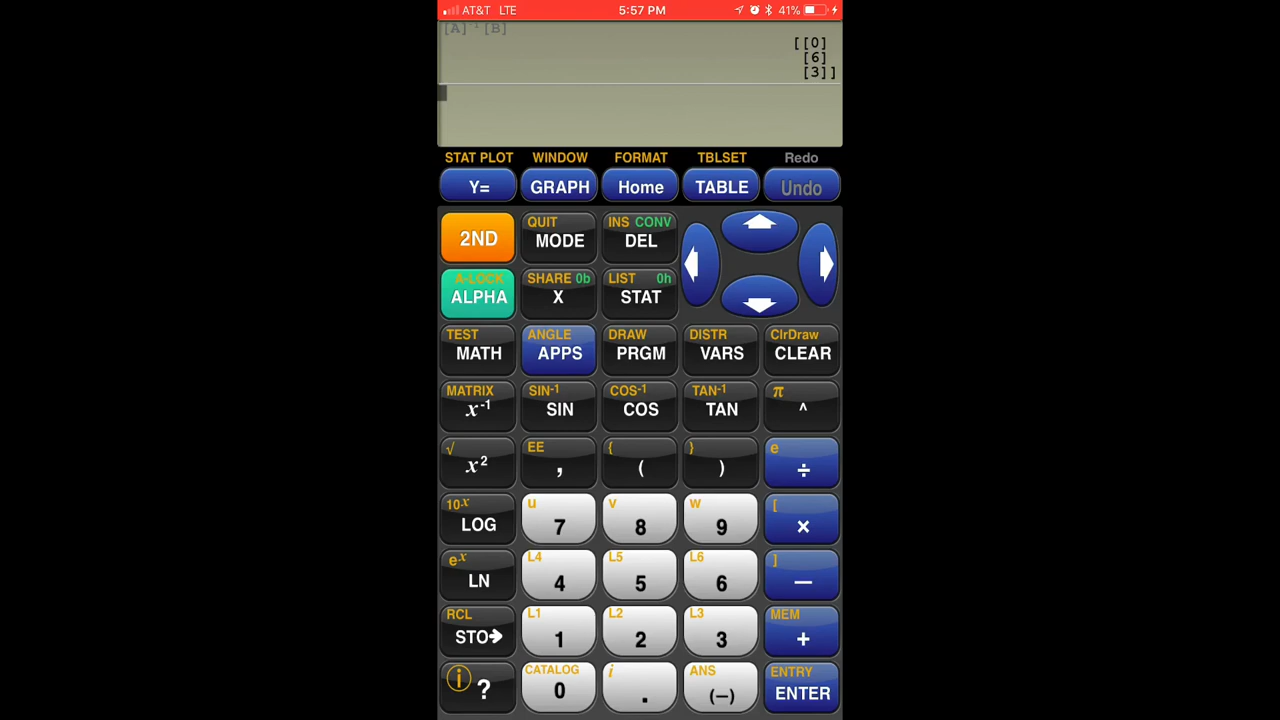 AT&T LTE 5:57 PM 41%
[A]⁻¹[B]
[[0]
[6]
[3]]
STAT PLOT WINDOW FORMAT TBLSET Redo
Y= GRAPH Home TABLE Undo
QUIT INS CONV
2ND MODE DEL
A-LOCK SHARE 0b LIST 0h
ALPHA X STAT
TEST ANGLE DRAW DISTR ClrDraw
MATH APPS PRGM VARS CLEAR
MATRIX SIN-1 COS-1 TAN-1 π
x-1 SIN COS TAN ^
√ EE { } e
x2 , ( ) ÷
10x u v w [
LOG 7 8 9 ×
ex L4 L5 L6 ]
LN 4 5 6 —
RCL L1 L2 L3 MEM
STO➔ 1 2 3 +
i CATALOG i ANS ENTRY
? 0 . (—) ENTER